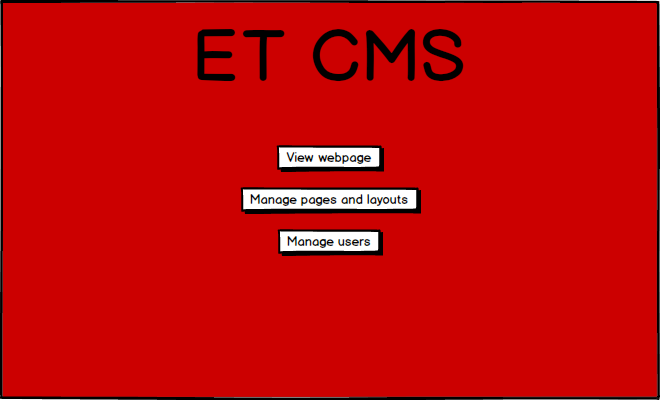 ET CMS
View webpage
Manage pages and layouts
Manage users